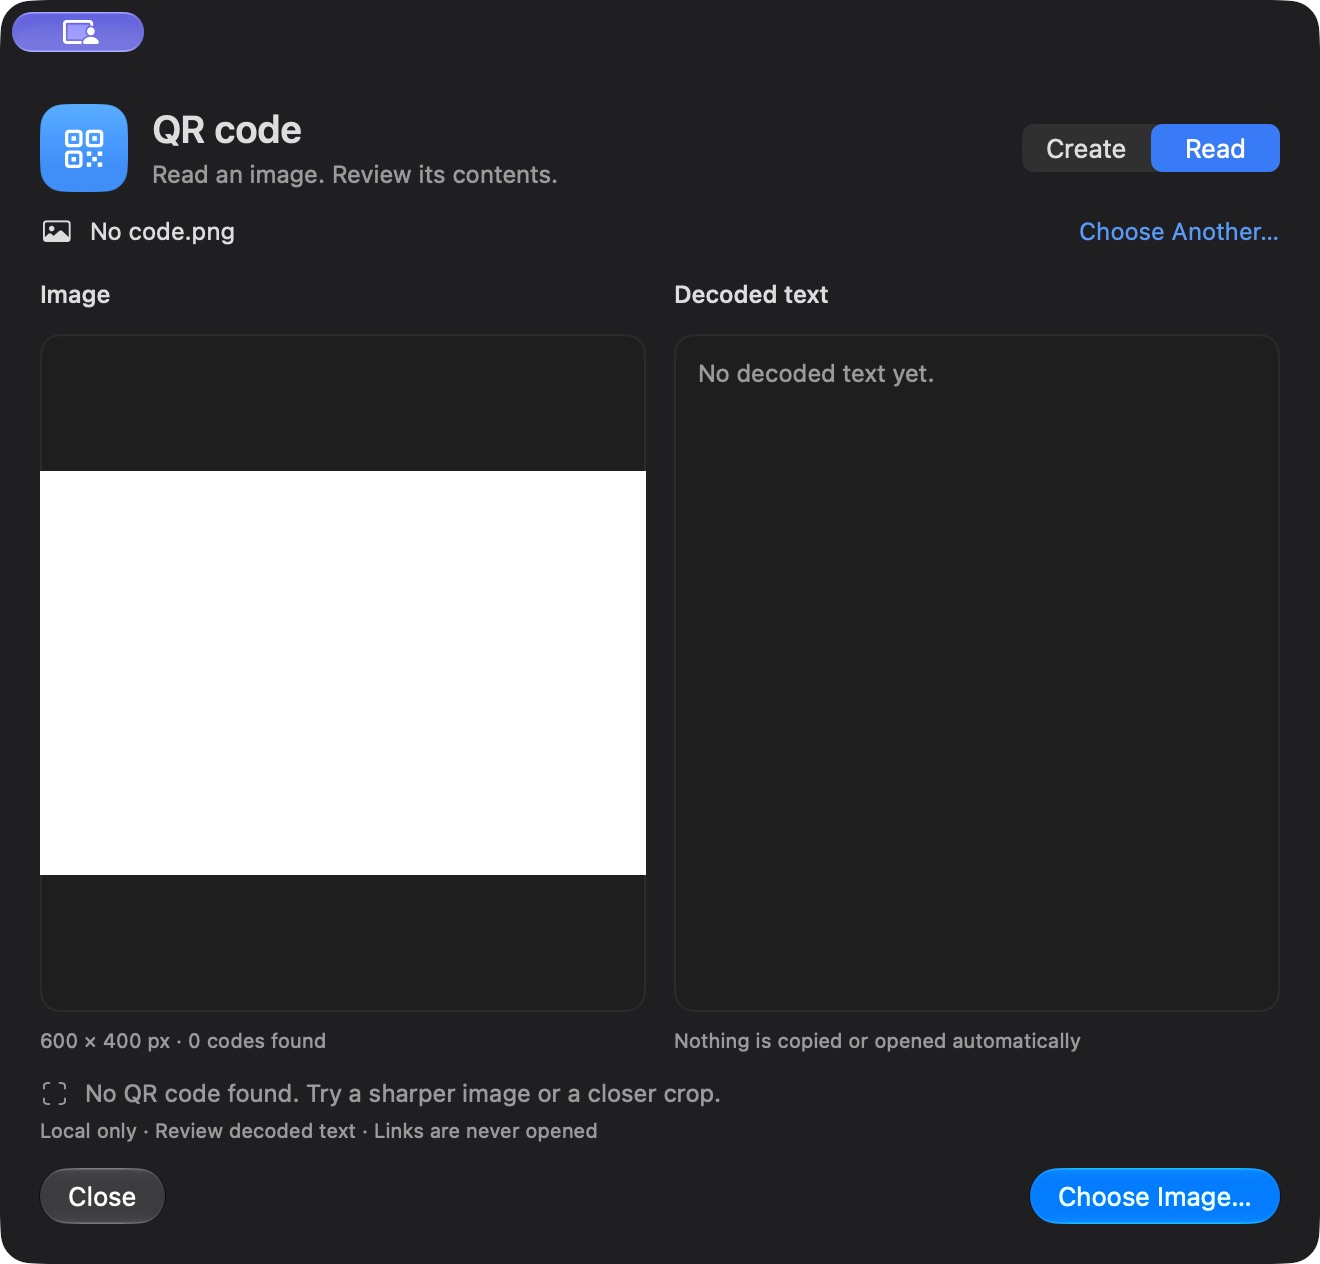 QR code
Read an image. Review its contents.
Create
Read
No code.png
Choose Another...
Image
Decoded text
No decoded text yet.
600 × 400 px · 0 codes found
Nothing is copied or opened automatically
No QR code found. Try a sharper image or a closer crop.
Local only · Review decoded text · Links are never opened
Close
Choose Image...